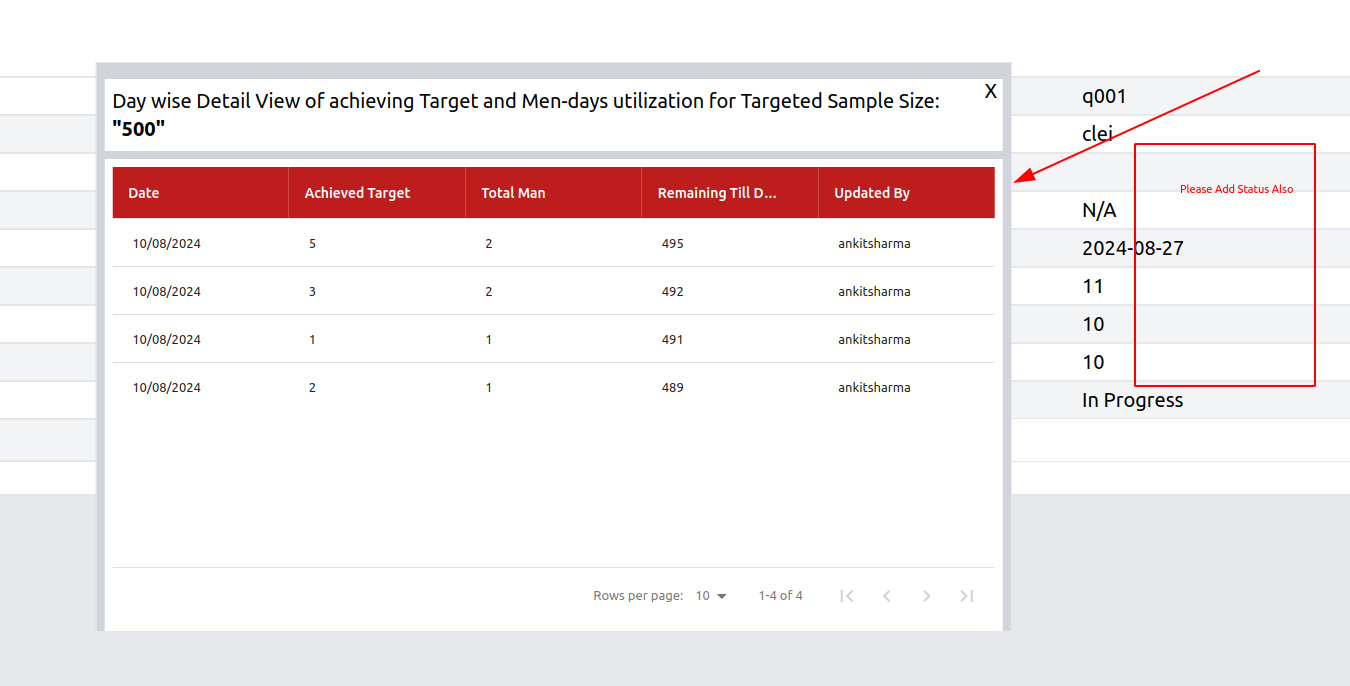 Day wise Detail View of achieving Target and Men-days utilization for Targeted Sample Size: X
"500"
Date Achieved Target Total Man Remaining Till D... Updated By
10/08/2024 5 2 495 ankitsharma
10/08/2024 3 2 492 ankitsharma
10/08/2024 1 1 491 ankitsharma
10/08/2024 2 1 489 ankitsharma
Rows per page: 10 1-4 of 4
q001
clei
Please Add Status Also
N/A
2024-08-27
11
10
10
In Progress